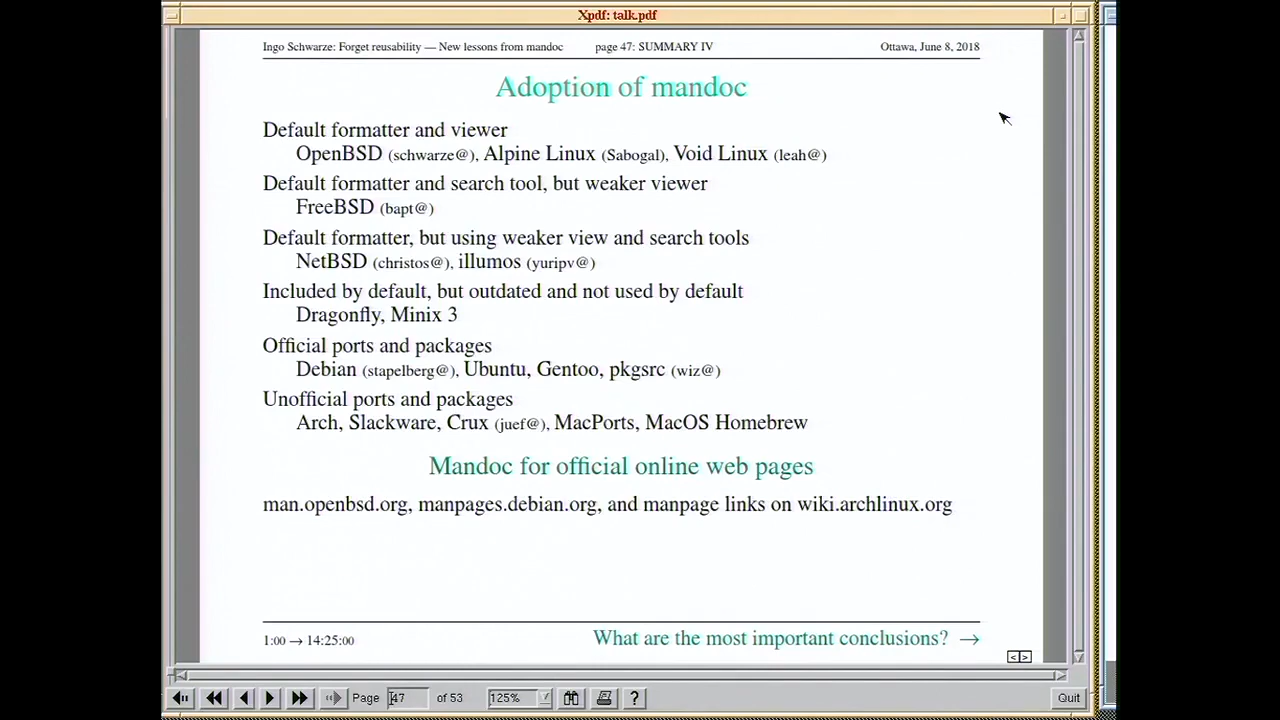 Xpdf: talk.pdf
Ingo Schwarze: Forget reusability — New lessons from mandoc page 47: SUMMARY IV Ottawa, June 8, 2018
Adoption of mandoc
Default formatter and viewer
OpenBSD (schwarze@), Alpine Linux (Sabogal), Void Linux (leah@)
Default formatter and search tool, but weaker viewer
FreeBSD (bapt@)
Default formatter, but using weaker view and search tools
NetBSD (christos@), illumos (yuripv@)
Included by default, but outdated and not used by default
Dragonfly, Minix 3
Official ports and packages
Debian (stapelberg@), Ubuntu, Gentoo, pkgsrc (wiz@)
Unofficial ports and packages
Arch, Slackware, Crux (juef@), MacPorts, MacOS Homebrew
Mandoc for official online web pages
man.openbsd.org, manpages.debian.org, and manpage links on wiki.archlinux.org
1:00 → 14:25:00 What are the most important conclusions? →
Page 47 of 53 125% ? Quit